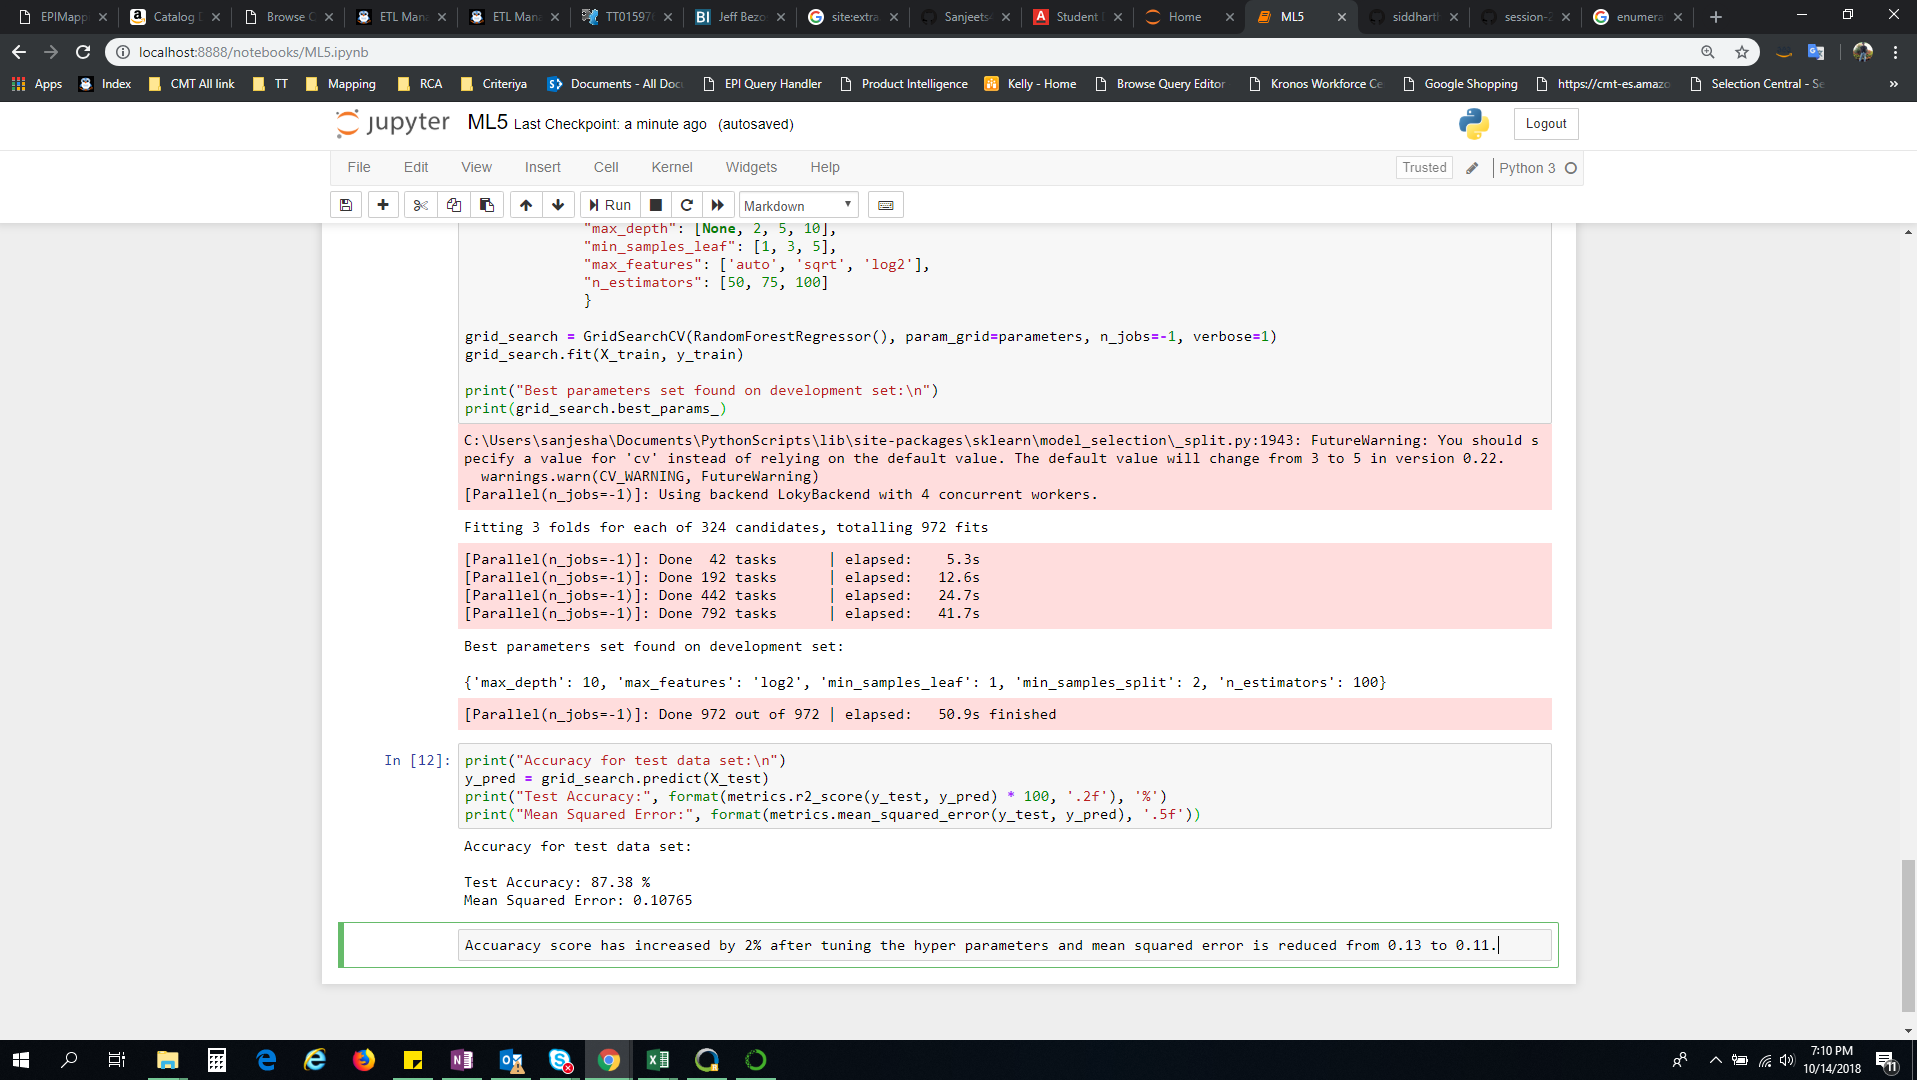 EPIMapp
Catalog
Browse C
ETL Mana
ETL Man
TT01597
BI
Jeff Bezo
site:extra
Sanjeets
A
Student
Home
ML5
siddharth
session-2
enumera
localhost:8888/notebooks/ML5.ipynb
Apps
Index
CMT All link
TT
Mapping
RCA
Criteriya
Documents - All Doc
EPI Query Handler
Product Intelligence
Kelly - Home
Browse Query Editor
Kronos Workforce Ce
Google Shopping
https://cmt-es.amazo
Selection Central - Se
»
jupyter ML5 Last Checkpoint: a minute ago (autosaved)
Logout
File Edit View Insert Cell Kernel Widgets Help
Trusted
Python 3
Run
Markdown
"max_depth": [None, 2, 5, 10],
"min_samples_leaf": [1, 3, 5],
"max_features": ['auto', 'sqrt', 'log2'],
"n_estimators": [50, 75, 100]
}
grid_search = GridSearchCV(RandomForestRegressor(), param_grid=parameters, n_jobs=-1, verbose=1)
grid_search.fit(X_train, y_train)
print("Best parameters set found on development set:\n")
print(grid_search.best_params_)
C:\Users\sanjesha\Documents\PythonScripts\lib\site-packages\sklearn\model_selection\_split.py:1943: FutureWarning: You should s
pecify a value for 'cv' instead of relying on the default value. The default value will change from 3 to 5 in version 0.22.
warnings.warn(CV_WARNING, FutureWarning)
[Parallel(n_jobs=-1)]: Using backend LokyBackend with 4 concurrent workers.
Fitting 3 folds for each of 324 candidates, totalling 972 fits
[Parallel(n_jobs=-1)]: Done 42 tasks | elapsed: 5.3s
[Parallel(n_jobs=-1)]: Done 192 tasks | elapsed: 12.6s
[Parallel(n_jobs=-1)]: Done 442 tasks | elapsed: 24.7s
[Parallel(n_jobs=-1)]: Done 792 tasks | elapsed: 41.7s
Best parameters set found on development set:
{'max_depth': 10, 'max_features': 'log2', 'min_samples_leaf': 1, 'min_samples_split': 2, 'n_estimators': 100}
[Parallel(n_jobs=-1)]: Done 972 out of 972 | elapsed: 50.9s finished
In [12]:
print("Accuracy for test data set:\n")
y_pred = grid_search.predict(X_test)
print("Test Accuracy:", format(metrics.r2_score(y_test, y_pred) * 100, '.2f'), '%')
print("Mean Squared Error:", format(metrics.mean_squared_error(y_test, y_pred), '.5f'))
Accuracy for test data set:
Test Accuracy: 87.38 %
Mean Squared Error: 0.10765
Accuaracy score has increased by 2% after tuning the hyper parameters and mean squared error is reduced from 0.13 to 0.11.
7:10 PM
10/14/2018
11